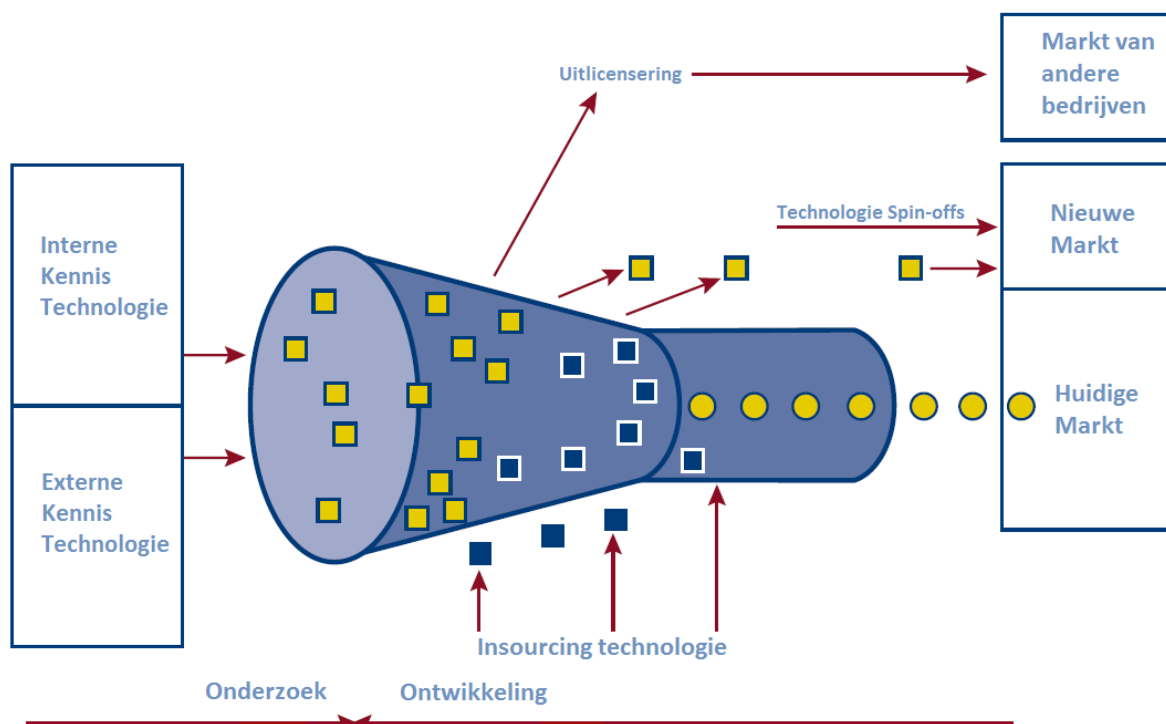 Uitlicensering
Markt van
andere
bedrijven
Interne
Kennis
Technologie
Technologie Spin-offs
Nieuwe
Markt
Huidige
Markt
Externe
Kennis
Technologie
Insourcing technologie
Onderzoek
Ontwikkeling